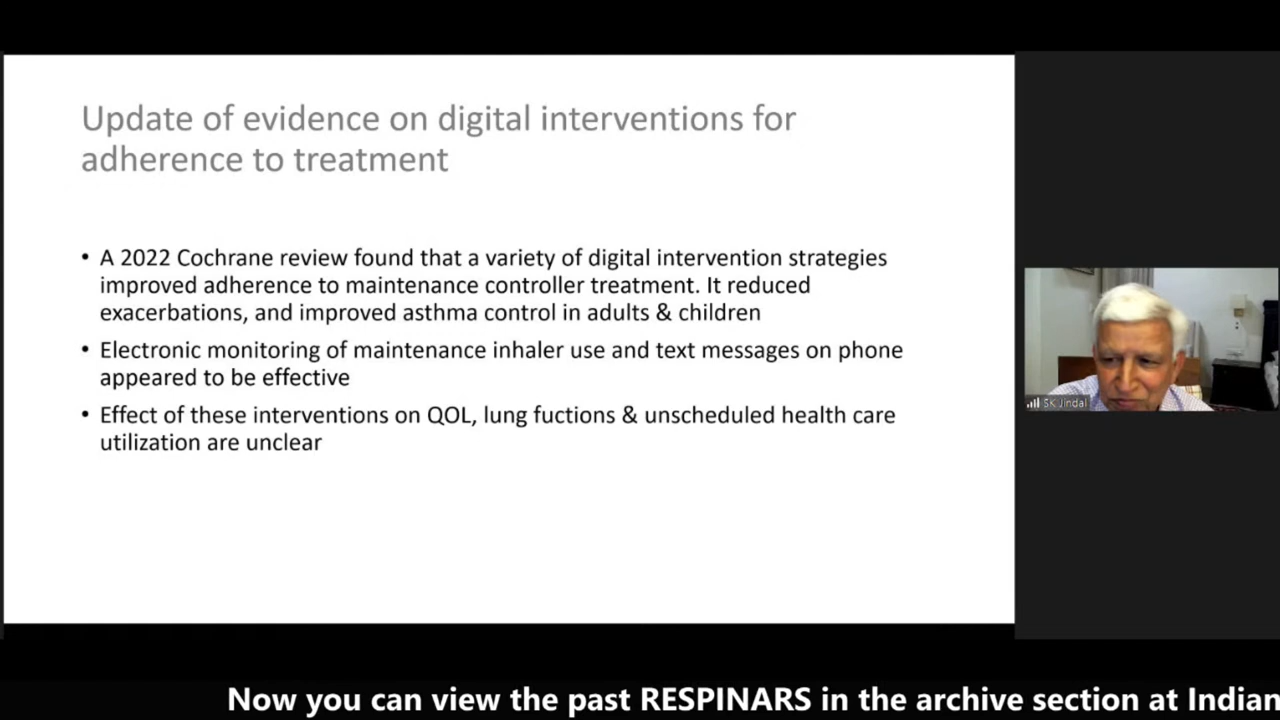 Update of evidence on digital interventions for
adherence to treatment
• A 2022 Cochrane review found that a variety of digital intervention strategies
improved adherence to maintenance controller treatment. It reduced
exacerbations, and improved asthma control in adults & children
• Electronic monitoring of maintenance inhaler use and text messages on phone
appeared to be effective
• Effect of these interventions on QOL, lung fuctions & unscheduled health care
utilization are unclear
SK Jindal
Now you can view the past RESPINARS in the archive section at Indian